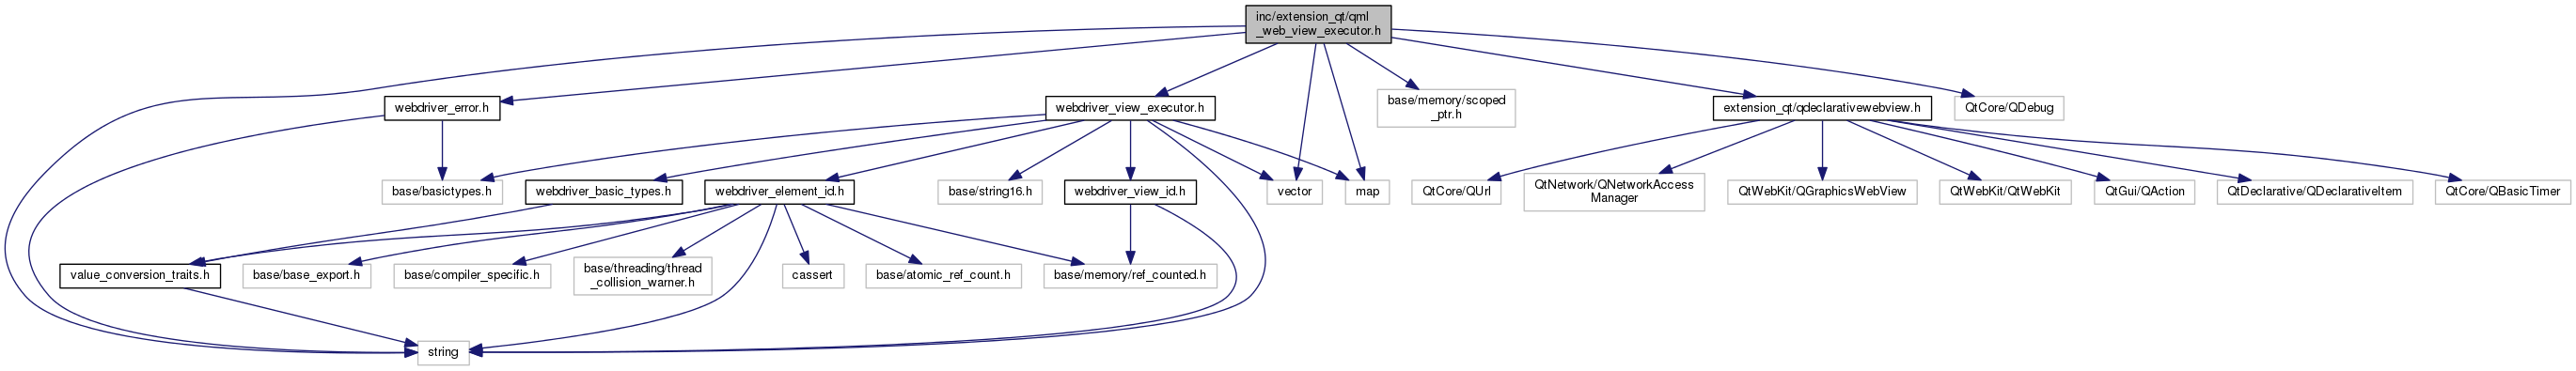 inc/extension_qt/qml
_web_view_executor.h
webdriver_error.h
webdriver_view_executor.h
base/memory/scoped
_ptr.h
extension_qt/qdeclarativewebview.h
QtCore/QDebug
base/basictypes.h
webdriver_basic_types.h
webdriver_element_id.h
base/string16.h
webdriver_view_id.h
vector
map
QtCore/QUrl
QtNetwork/QNetworkAccess
Manager
QtWebKit/QGraphicsWebView
QtWebKit/QtWebKit
QtGui/QAction
QtDeclarative/QDeclarativeItem
QtCore/QBasicTimer
value_conversion_traits.h
base/base_export.h
base/compiler_specific.h
base/threading/thread
_collision_warner.h
cassert
base/atomic_ref_count.h
base/memory/ref_counted.h
string